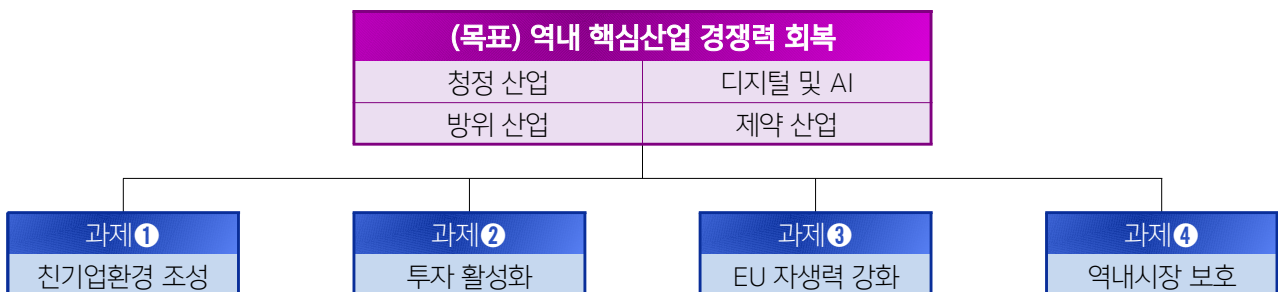 (목표) 역내 핵심산업 경쟁력 회복
청정 산업 디지털 및 AI
방위 산업 제약 산업
과제❶ 과제❷ 과제❸ 과제❹
친기업환경 조성 투자 활성화 EU 자생력 강화 역내시장 보호